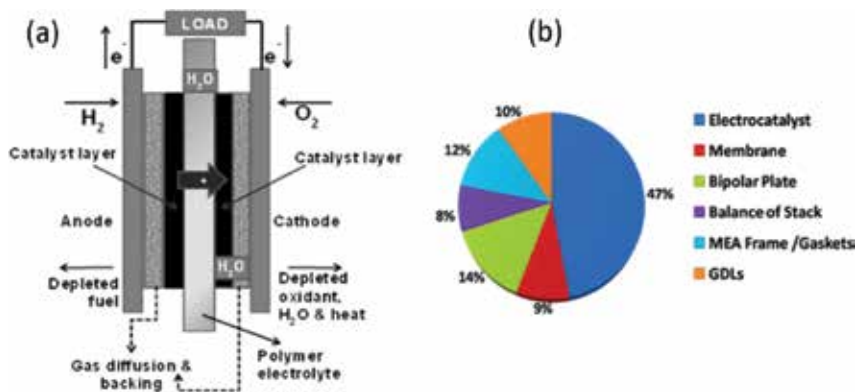 (a)
LOAD
e⁻
e⁻
H₂O
H₂
O₂
Catalyst layer
Catalyst layer
+
Anode
Cathode
H₂O
Depleted
fuel
Depleted
oxidant,
H₂O & heat
Gas diffusion &
backing
Polymer
electrolyte
(b)
10%
12%
47%
8%
14%
9%
Electrocatalyst
Membrane
Bipolar Plate
Balance of Stack
MEA Frame /Gaskets
GDLs